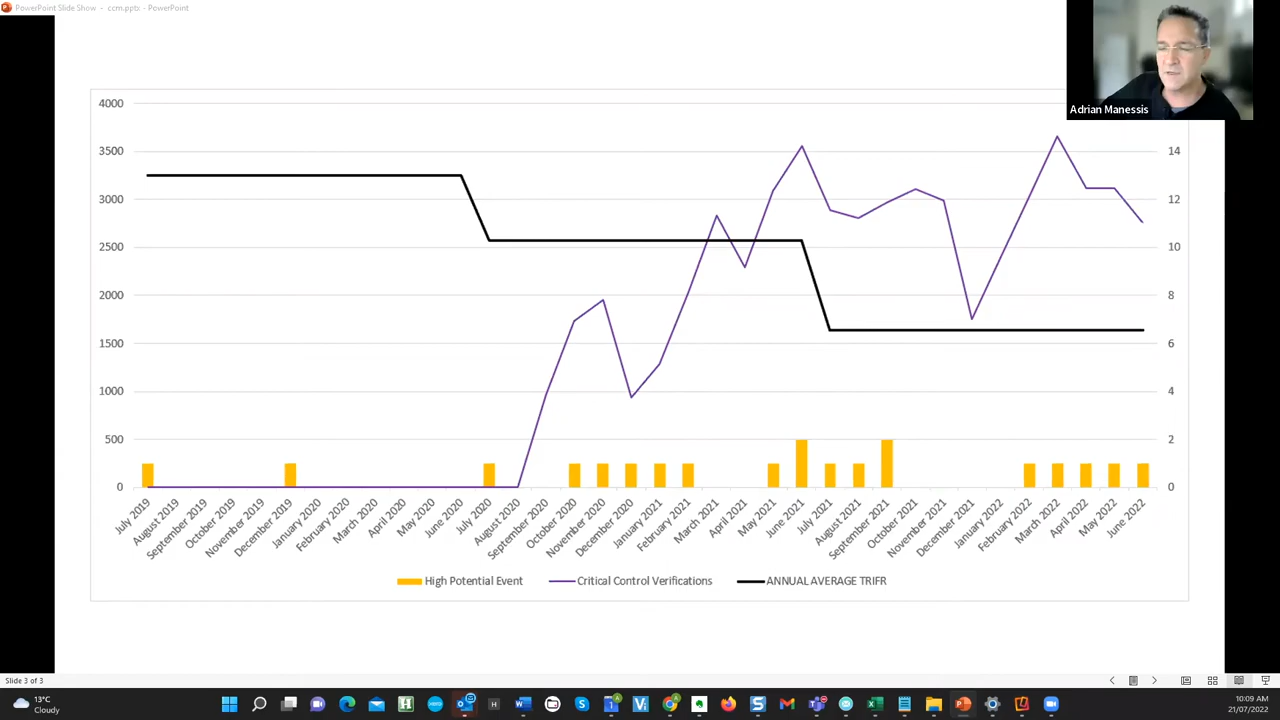 PowerPoint Slide Show - ccm.pptx - PowerPoint
Adrian Manessis
4000
3500
3000
2500
2000
1500
1000
500
0
14
12
10
8
6
4
2
0
July 2019
August 2019
September 2019
October 2019
November 2019
December 2019
January 2020
February 2020
March 2020
April 2020
May 2020
June 2020
July 2020
August 2020
September 2020
October 2020
November 2020
December 2020
January 2021
February 2021
March 2021
April 2021
May 2021
June 2021
July 2021
August 2021
September 2021
October 2021
November 2021
December 2021
January 2022
February 2022
March 2022
April 2022
May 2022
June 2022
High Potential Event
Critical Control Verifications
ANNUAL AVERAGE TRIFR
Slide 3 of 3
13°C
Cloudy
10:09 AM
21/07/2022